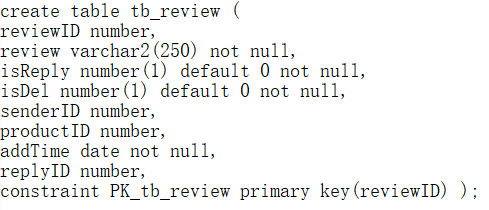 create table tb_review (
reviewID number,
review varchar2(250) not null,
isReply number(1) default 0 not null,
isDel number(1) default 0 not null,
senderID number,
productID number,
addTime date not null,
replyID number,
constraint PK_tb_review primary key(reviewID) );